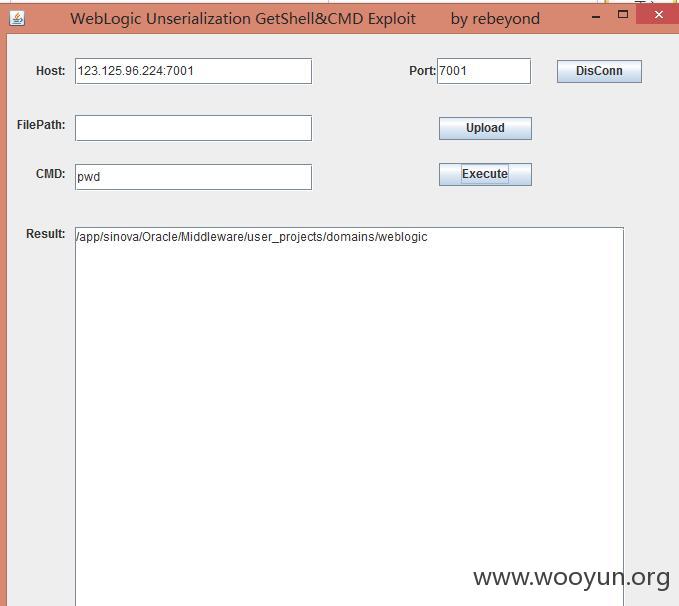 WebLogic Unserialization GetShell&CMD Exploit by rebeyond
Host: 123.125.96.224:7001 Port: 7001 DisConn
FilePath: Upload
CMD: pwd Execute
Result: /app/sinova/Oracle/Middleware/user_projects/domains/weblogic
www.wooyun.org